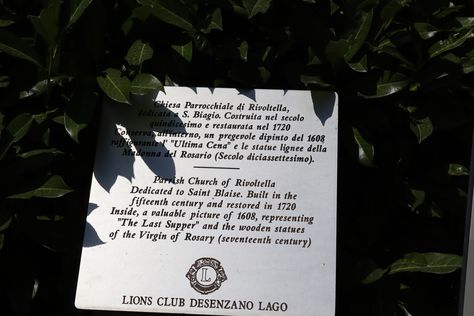 Chiesa Parrocchiale di Rivoltella,
dedicata a S. Biagio. Costruita nel secolo
quindicesimo e restaurata nel 1720
Conserva, all'interno, un pregevole dipinto del 1608
raffigurante l' "Ultima Cena" e le statue lignee della
Madonna del Rosario (Secolo diciassettesimo).
Parrish Church of Rivoltella
Dedicated to Saint Blaise. Built in the
fifteenth century and restored in 1720
Inside, a valuable picture of 1608, representing
"The Last Supper" and the wooden statues
of the Virgin of Rosary (seventeenth century)
L
LIONS CLUB DESENZANO LAGO